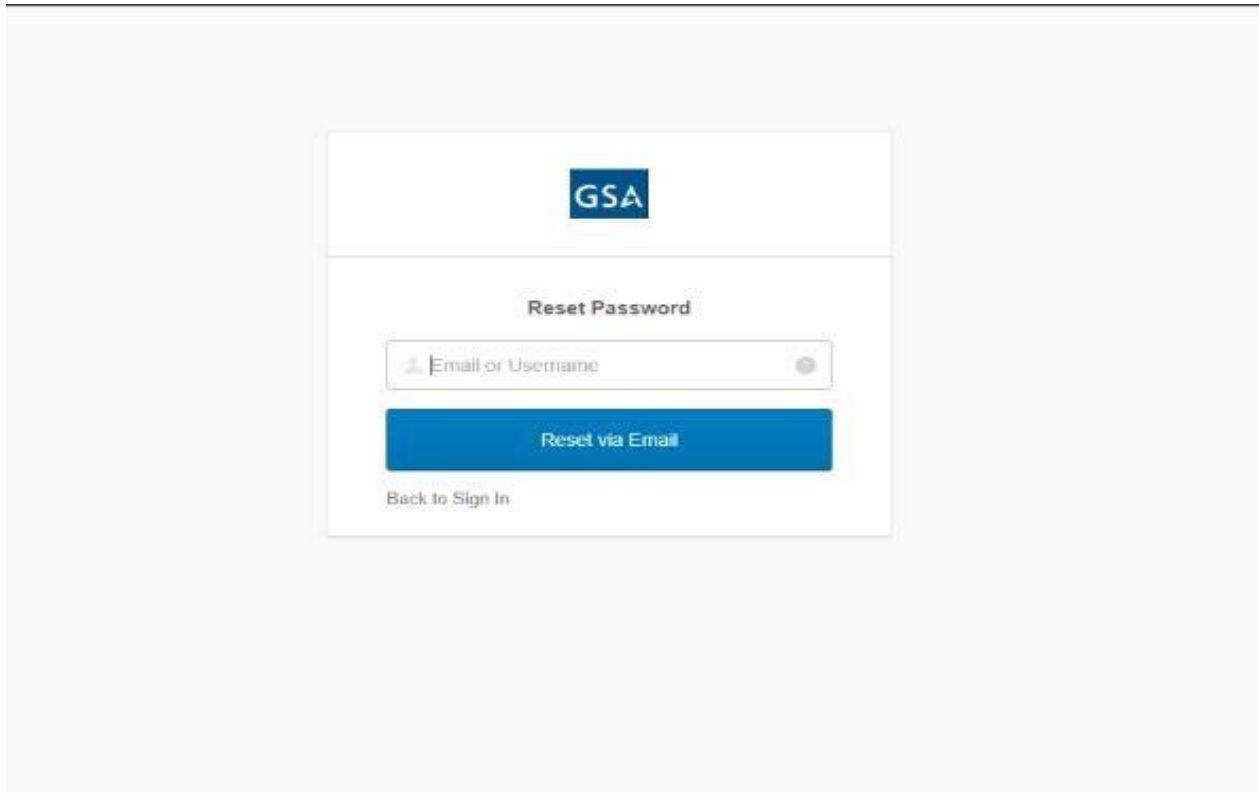 GSA
Reset Password
Email or Username
Reset via Email
Back to Sign In